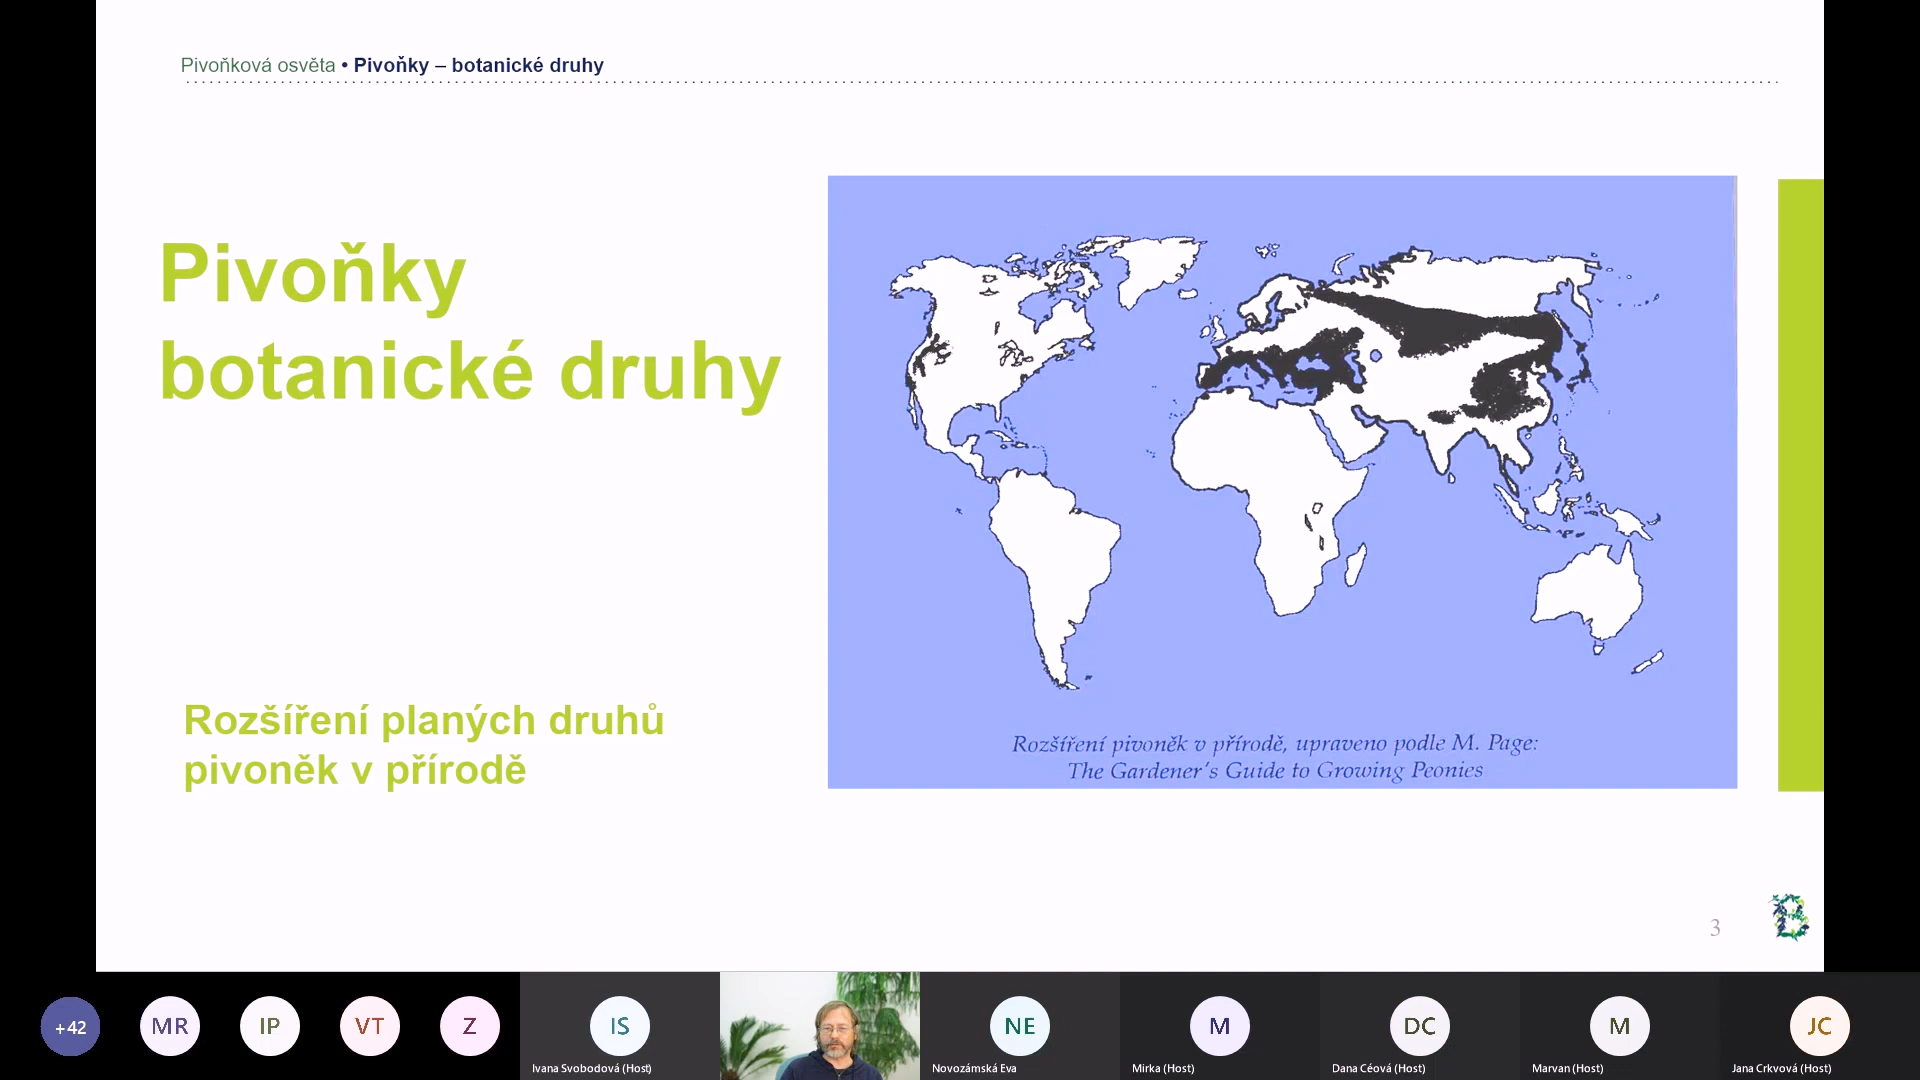 Pivoňková osvěta • Pivoňky – botanické druhy
Pivoňky
botanické druhy
Rozšíření planých druhů
pivoněk v přírodě
Rozšíření pivoněk v přírodě, upraveno podle M. Page:
The Gardener's Guide to Growing Peonies
3
B
+42
MR
IP
VT
Z
IS
NE
M
DC
M
JC
Ivana Svobodová (Host)
Novozámská Eva
Mirka (Host)
Dana Céová (Host)
Marvan (Host)
Jana Crkvová (Host)